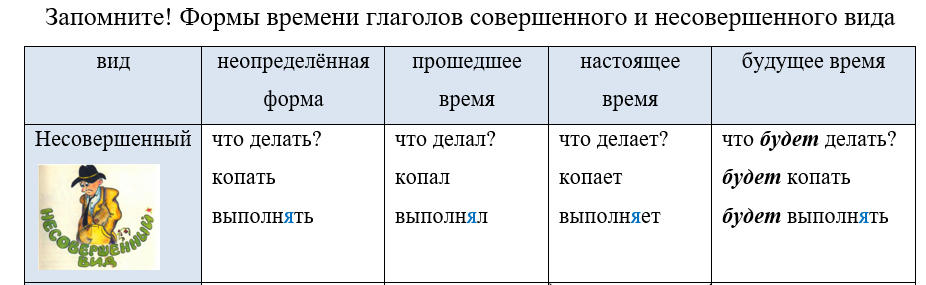 Запомните! Формы времени глаголов совершенного и несовершенного вида
вид
неопределённая
форма
прошедшее
время
настоящее
время
будущее время
Несовершенный
НЕСОВЕРШЕННЫЙ
ВИД
что делать?
копать
выполнять
что делал?
копал
выполнял
что делает?
копает
выполняет
что будет делать?
будет копать
будет выполнять